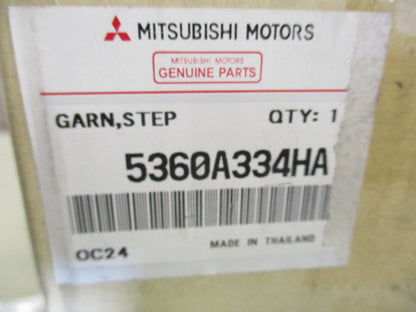 MITSUBISHI MOTORS
MITSUBISHI MOTORS
GENUINE PARTS
GARN,STEP QTY: 1
5360A334HA
OC24 MADE IN THAILAND